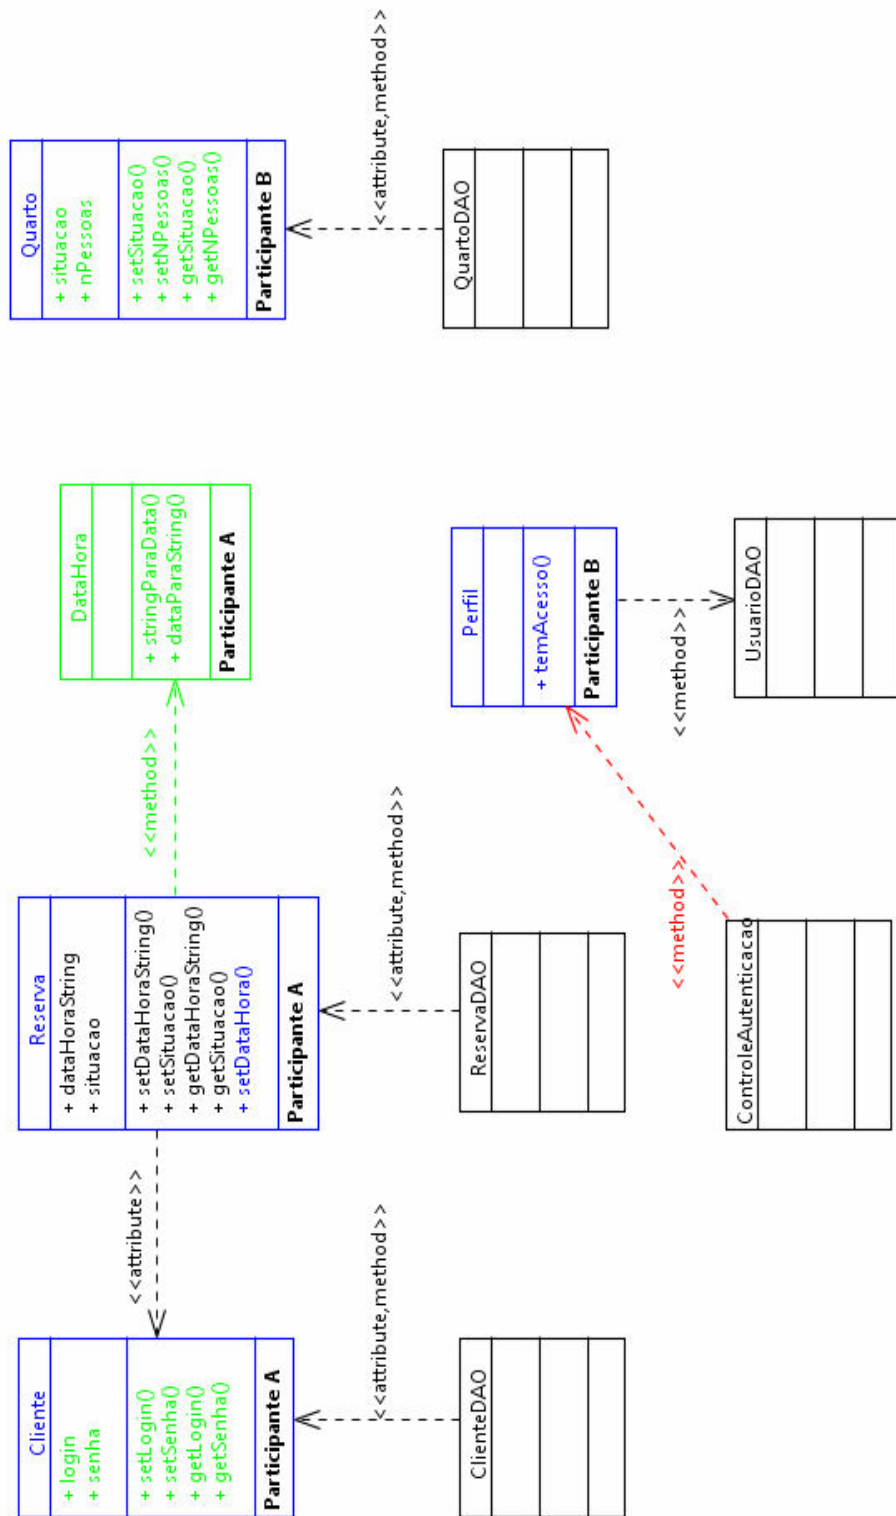 Cliente
+ login
+ senha
+ setLogin()
+ setSenha()
+ getLogin()
+ getSenha()
Participante A
<<attribute>>
Reserva
+ dataHoraString
+ situacao
+ setDataHoraString()
+ setSituacao()
+ getDataHoraString()
+ getSituacao()
+ setDataHora()
Participante A
<<method>>
DataHora
+ stringParaData()
+ dataParaString()
Participante A
Quarto
+ situacao
+ nPessoas
+ setSituacao()
+ setNPessoas()
+ getSituacao()
+ getNPessoas()
Participante B
<<attribute,method>>
ClienteDAO
<<attribute,method>>
ReservaDAO
<<attribute,method>>
QuartoDAO
Perfil
+ temAcesso()
Participante B
<<method>>
<<method>>
ControleAutenticacao
UsuarioDAO